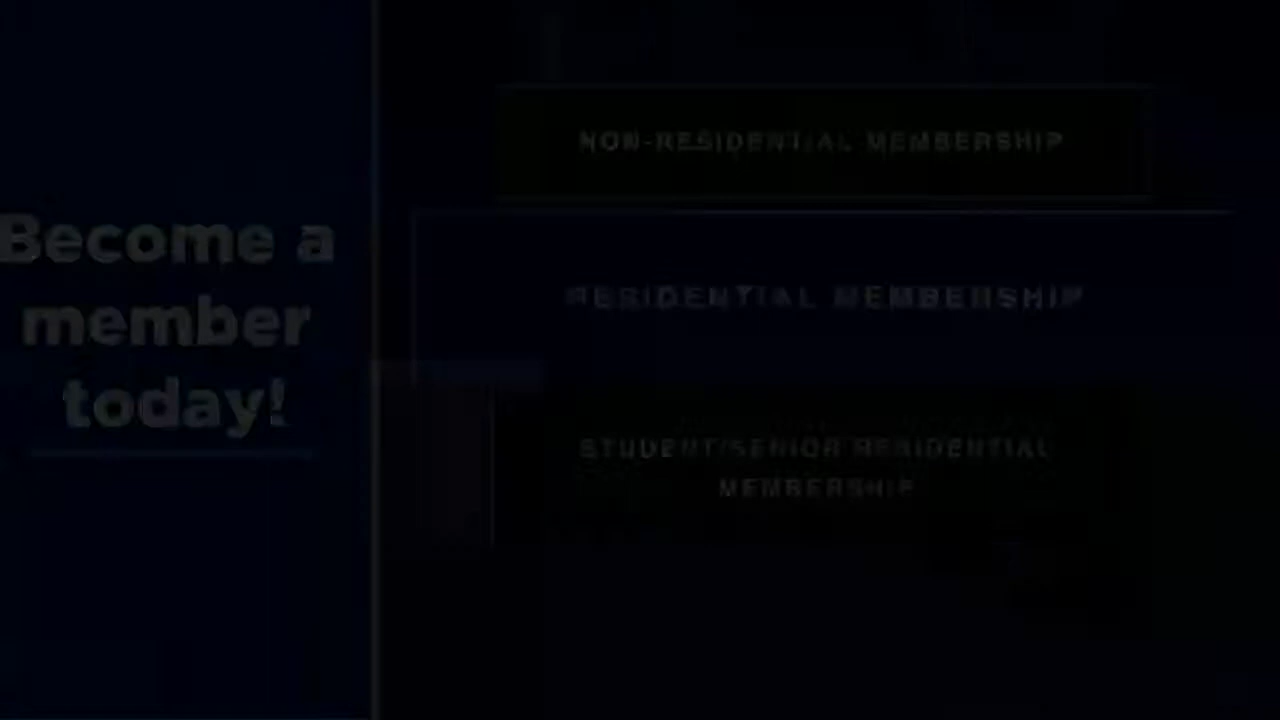 Become a
member
today!
NON-RESIDENTIAL MEMBERSHIP
RESIDENTIAL MEMBERSHIP
STUDENT/SENIOR RESIDENTIAL
MEMBERSHIP